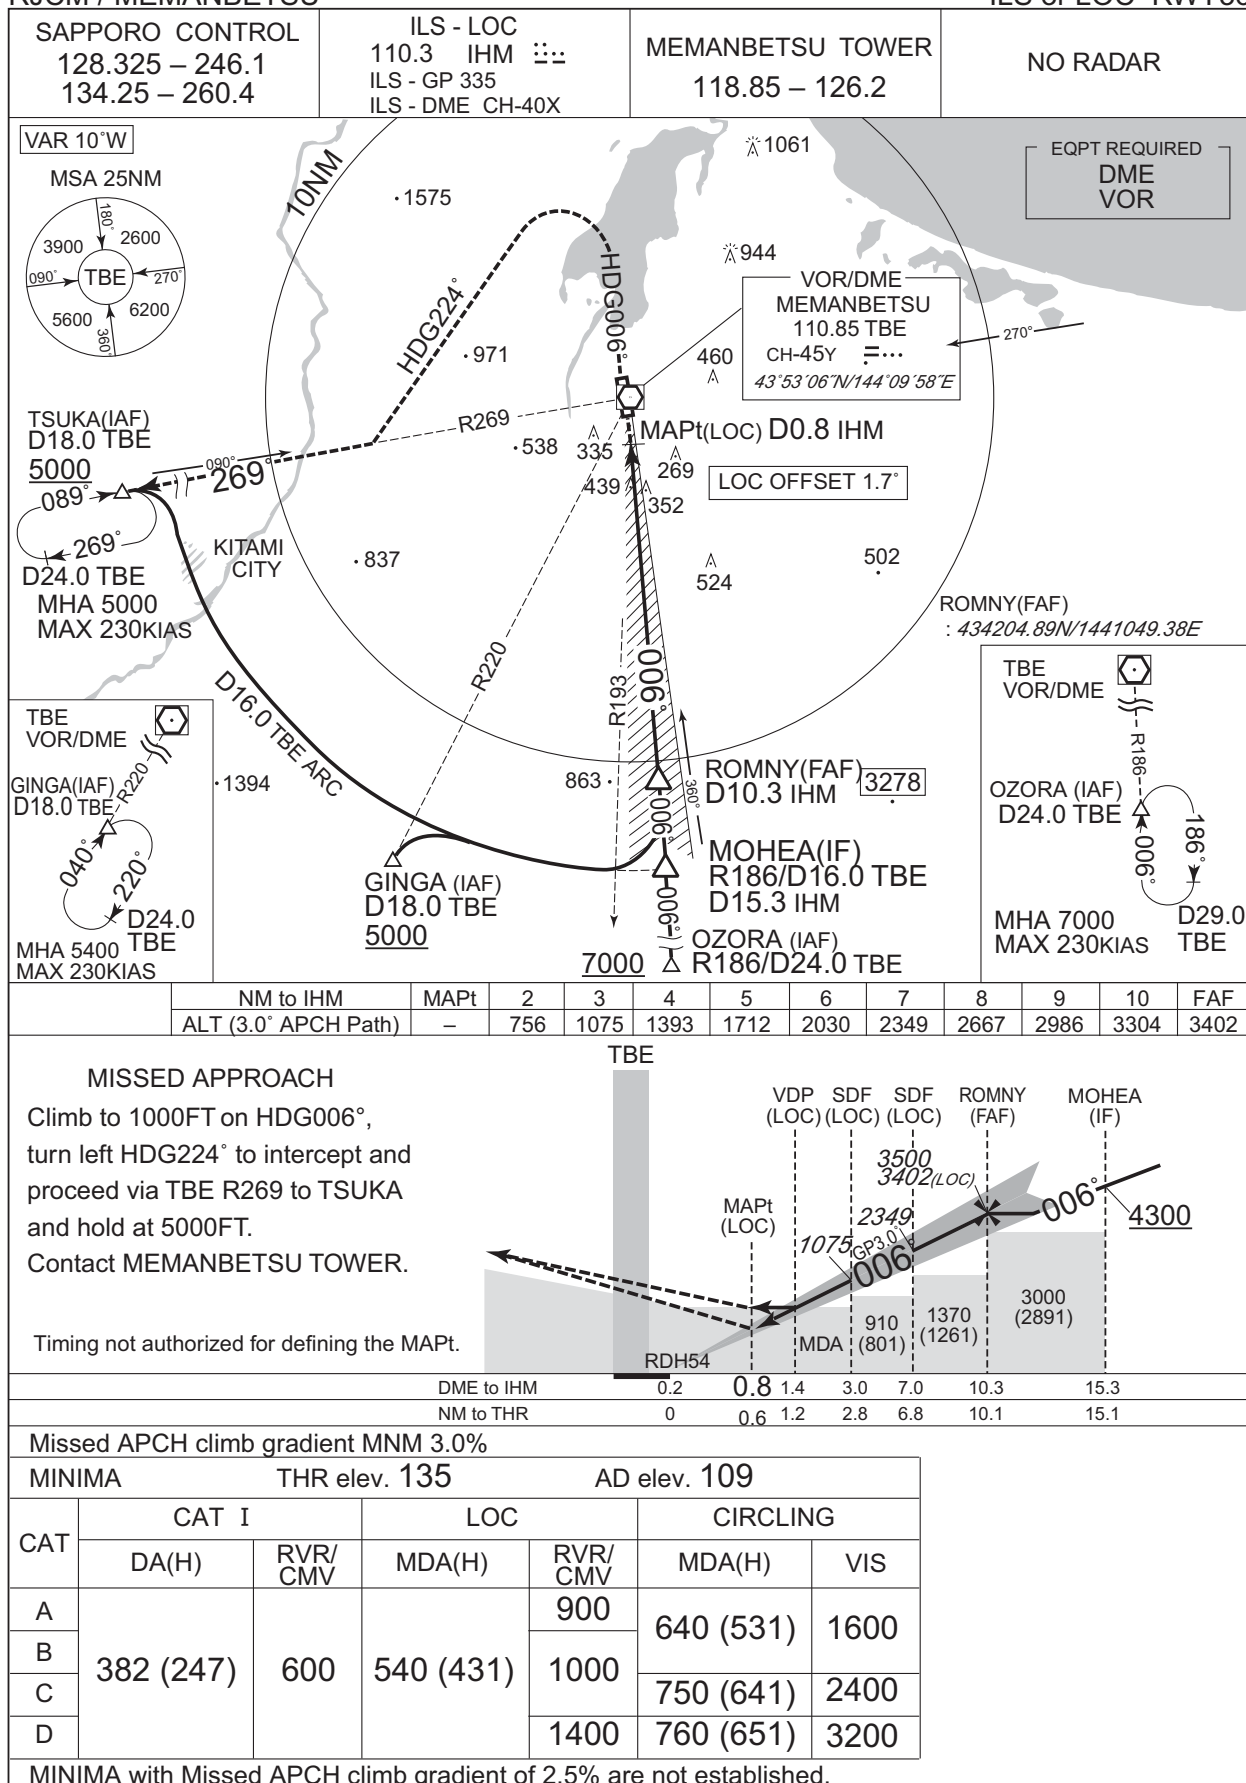 SAPPORO CONTROL
128.325 – 246.1
134.25 – 260.4
ILS - LOC
110.3 IHM
ILS - GP 335
ILS - DME CH-40X
MEMANBETSU TOWER
118.85 – 126.2
NO RADAR
VAR 10°W
MSA 25NM
180°
3900
2600
090°
TBE
270°
5600
6200
360°
10NM
1575
1061
EQPT REQUIRED
DME
VOR
944
HDG006°
HDG224°
VOR/DME
MEMANBETSU
110.85 TBE
CH-45Y
43°53´06˝N/144°09´58˝E
270°
971
460
TSUKA(IAF)
D18.0 TBE
5000
R269
538
335
MAPt(LOC) D0.8 IHM
269
090°
269°
439
352
LOC OFFSET 1.7°
089°
269°
D24.0 TBE
MHA 5000
MAX 230KIAS
KITAMI
CITY
837
524
502
ROMNY(FAF)
: 434204.89N/1441049.38E
R220
R193
006°
D16.0 TBE ARC
TBE
VOR/DME
GINGA(IAF)
D18.0 TBE
R220
040°
220°
D24.0
TBE
MHA 5400
MAX 230KIAS
1394
863
ROMNY(FAF)
D10.3 IHM
3278
360°
006°
MOHEA(IF)
R186/D16.0 TBE
D15.3 IHM
GINGA (IAF)
D18.0 TBE
5000
006°
OZORA (IAF)
7000 R186/D24.0 TBE
TBE
VOR/DME
R186
OZORA (IAF)
D24.0 TBE
006°
186°
MHA 7000
MAX 230KIAS
D29.0
TBE
NM to IHM MAPt 2 3 4 5 6 7 8 9 10 FAF
ALT (3.0° APCH Path) – 756 1075 1393 1712 2030 2349 2667 2986 3304 3402
MISSED APPROACH
Climb to 1000FT on HDG006°,
turn left HDG224° to intercept and
proceed via TBE R269 to TSUKA
and hold at 5000FT.
Contact MEMANBETSU TOWER.
Timing not authorized for defining the MAPt.
TBE
VDP SDF SDF ROMNY MOHEA
(LOC) (LOC) (LOC) (FAF) (IF)
3500
3402(LOC)
MAPt
(LOC)
2349
1075
GP3.0°
006°
006°
4300
MDA
910
(801)
1370
(1261)
3000
(2891)
RDH54
DME to IHM 0.2 0.8 1.4 3.0 7.0 10.3 15.3
NM to THR 0 0.6 1.2 2.8 6.8 10.1 15.1
Missed APCH climb gradient MNM 3.0%
MINIMA THR elev. 135 AD elev. 109
CAT CAT I LOC CIRCLING
DA(H) RVR/CMV MDA(H) RVR/CMV MDA(H) VIS
A 382 (247) 600 540 (431) 900 640 (531) 1600
B 1000
C 750 (641) 2400
D 1400 760 (651) 3200
MINIMA with Missed APCH climb gradient of 2.5% are not established.